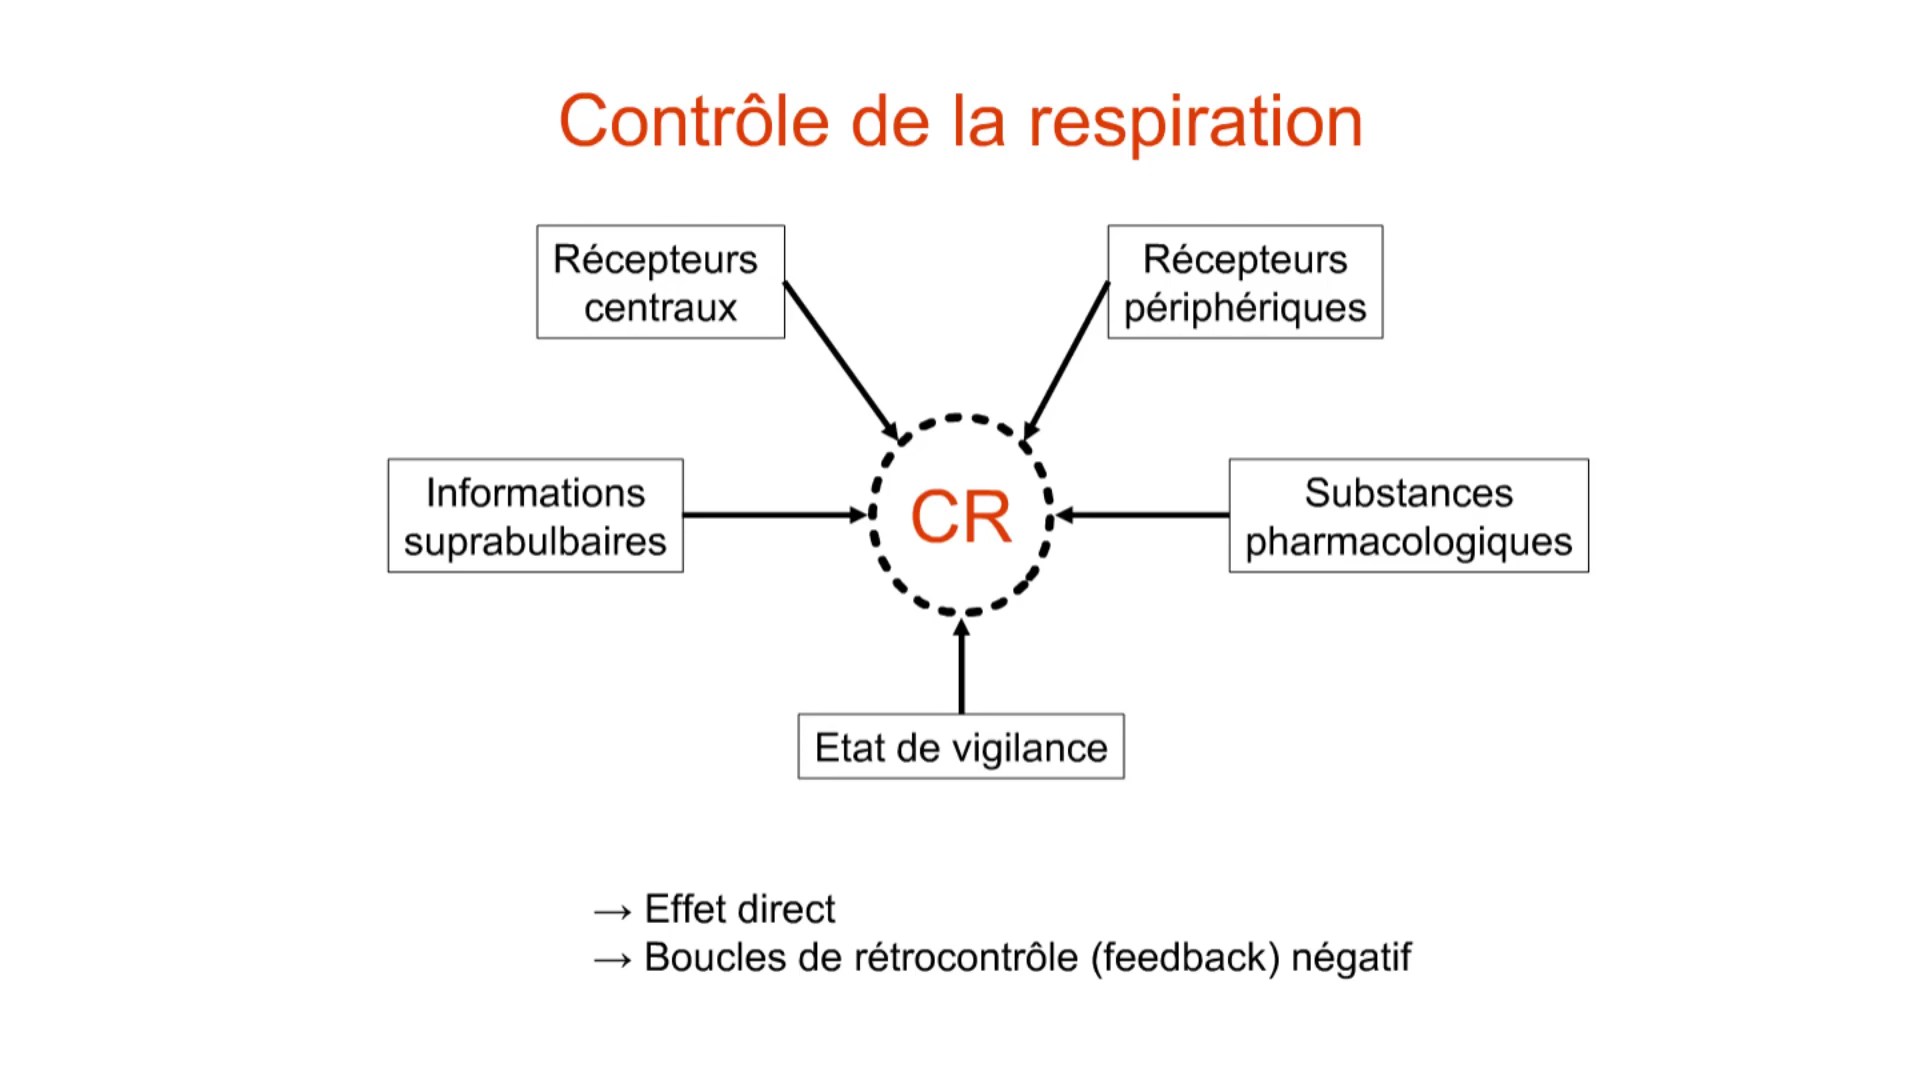 Contrôle de la respiration
Récepteurs
centraux
Récepteurs
périphériques
Informations
suprabulbaires
CR
Substances
pharmacologiques
Etat de vigilance
→ Effet direct
→ Boucles de rétrocontrôle (feedback) négatif